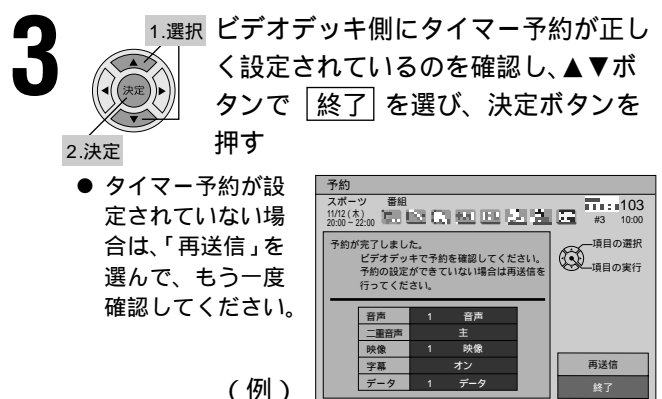 3
1.選択
決定
2.決定
ビデオデッキ側にタイマー予約が正し
く設定されているのを確認し、▲▼ボ
タンで 終了 を選び、決定ボタンを
押す
● タイマー予約が設
定されていない場
合は、「再送信」を
選んで、もう一度
確認してください。
(例)
予約
スポーツ 番組
11/12(木)
20:00~22:00
103
#3 10:00
予約が完了しました。
ビデオデッキで予約を確認してください。
予約の設定ができていない場合は再送信を
行ってください。
項目の選択
項目の実行
音声 1 音声
二重音声 主
映像 1 映像
字幕 オン
データ 1 データ
再送信
終了